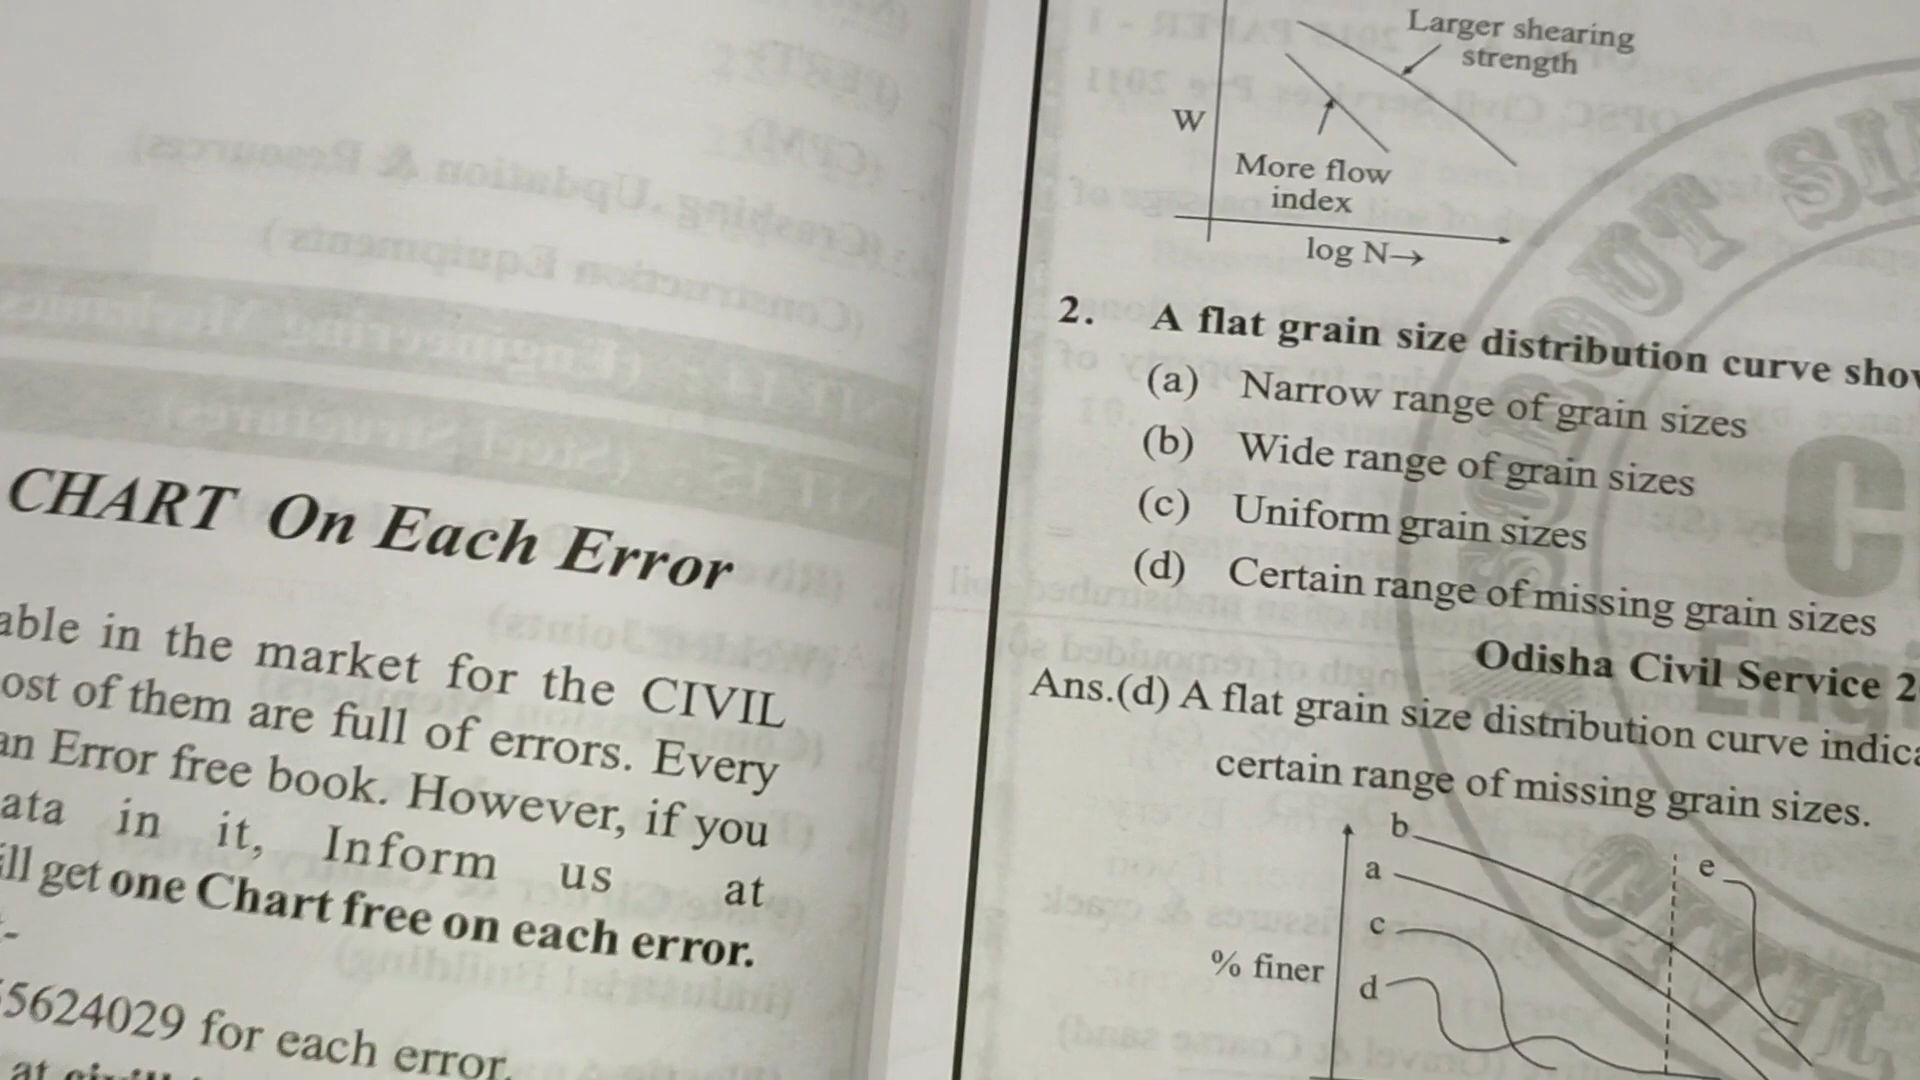 CHART On Each Error
able in the market for the CIVIL
ost of them are full of errors. Every
an Error free book. However, if you
ata in it, Inform us at
ill get one Chart free on each error.
5624029 for each error.
Larger shearing
strength
W
More flow
index
log N→
2. A flat grain size distribution curve show
(a) Narrow range of grain sizes
(b) Wide range of grain sizes
(c) Uniform grain sizes
(d) Certain range of missing grain sizes
Odisha Civil Service 2
Ans.(d) A flat grain size distribution curve indica
certain range of missing grain sizes.
b
a
e
c
% finer
d